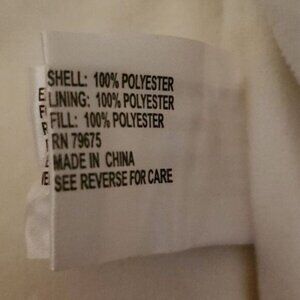 SHELL: 100% POLYESTER
LINING: 100% POLYESTER
FILL: 100% POLYESTER
RN 79675
MADE IN CHINA
SEE REVERSE FOR CARE